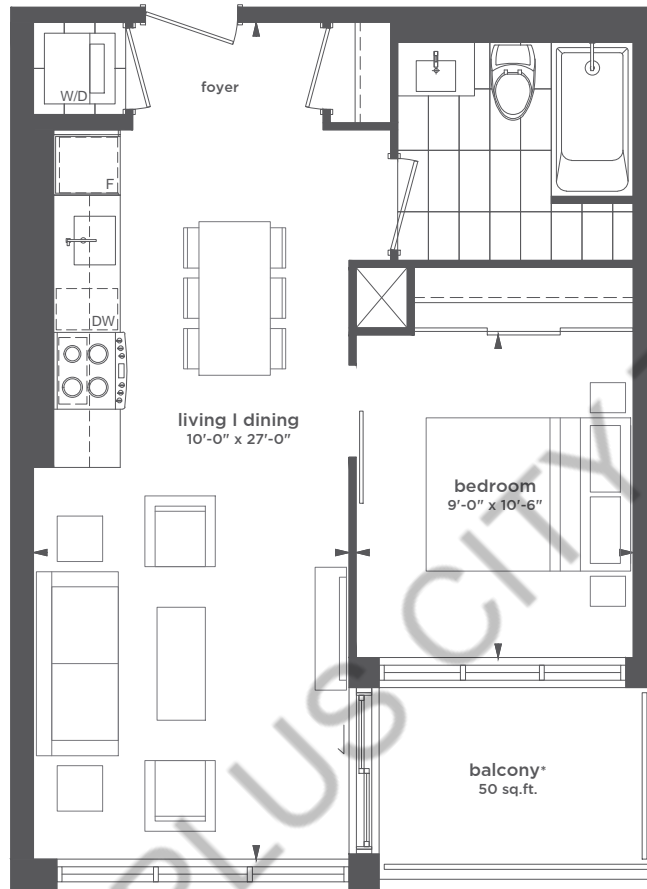 W/D
foyer
F
DW
living I dining
10'-0" x 27'-0"
bedroom
9'-0" x 10'-6"
balcony*
50 sq.ft.
PLUS CITY